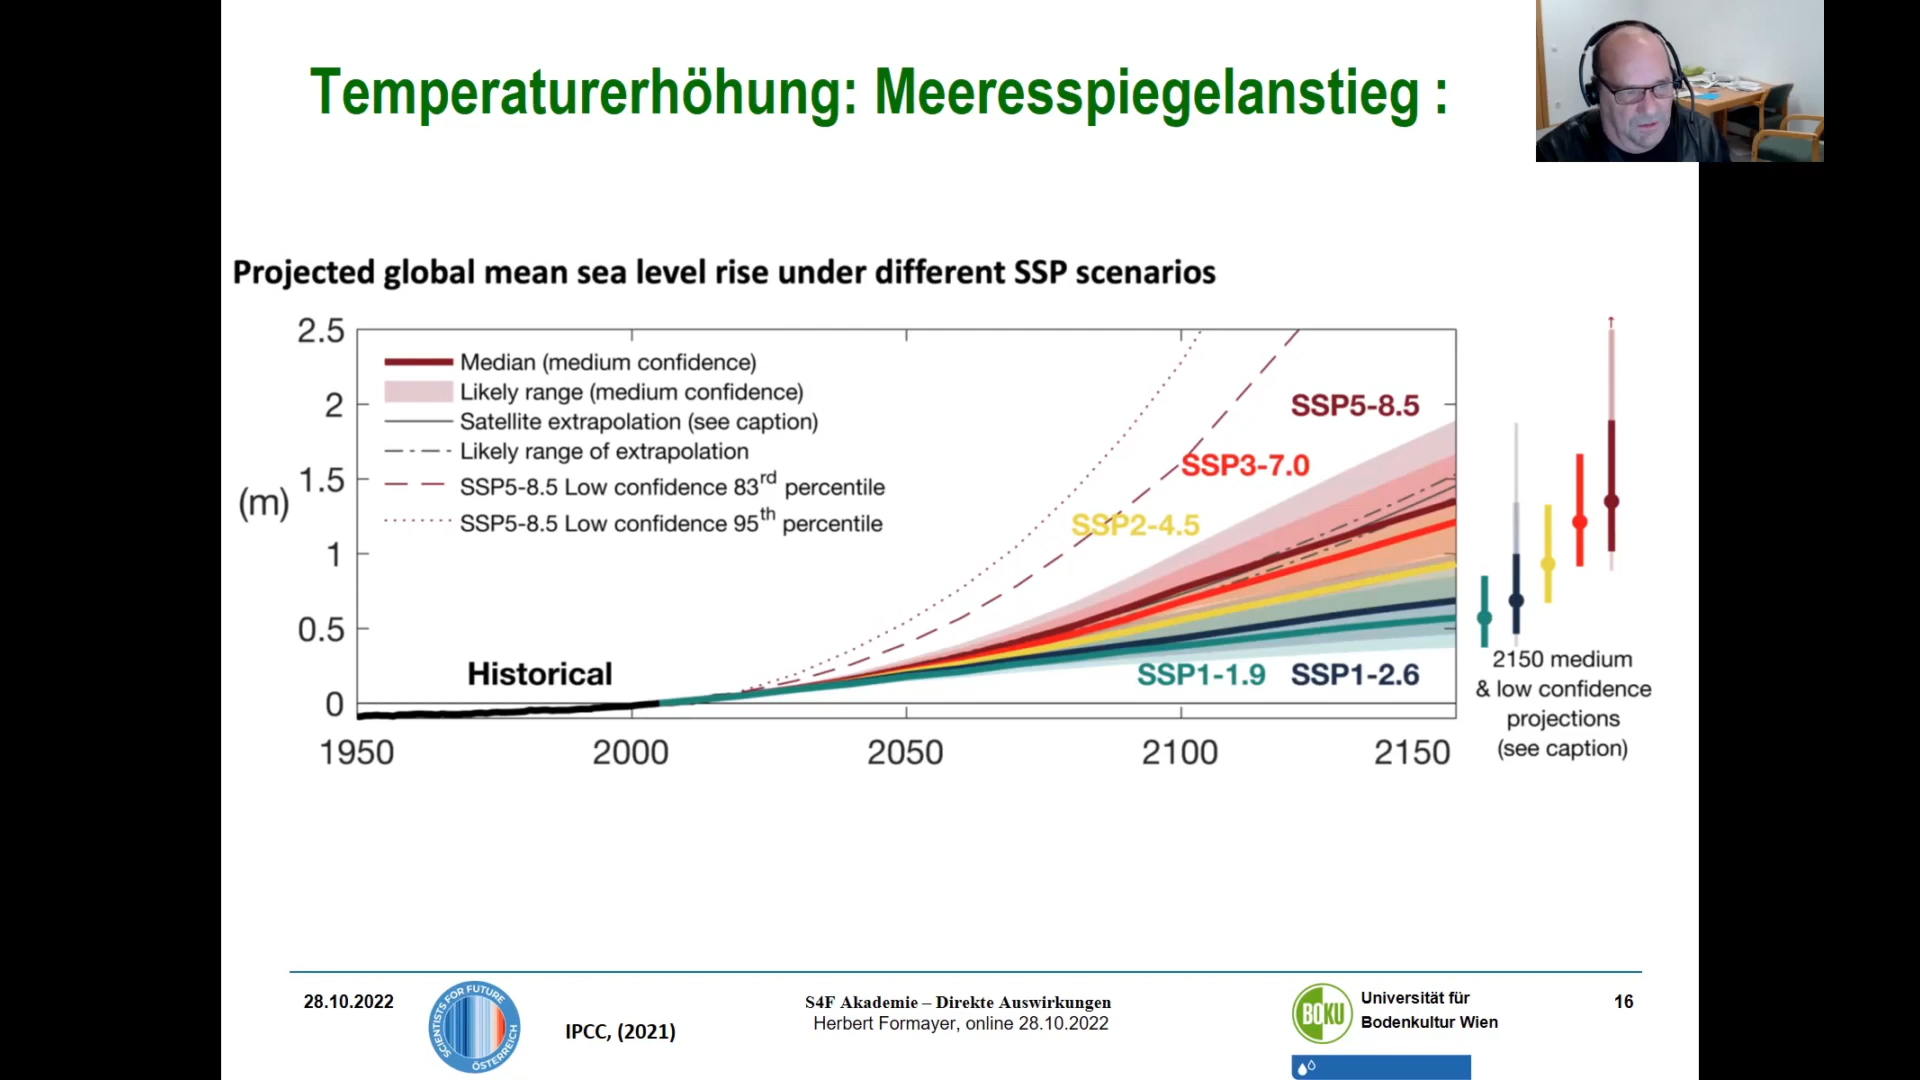 Temperaturerhöhung: Meeresspiegelanstieg :
Projected global mean sea level rise under different SSP scenarios
2.5
2
1.5
(m)
1
0.5
0
Median (medium confidence)
Likely range (medium confidence)
Satellite extrapolation (see caption)
Likely range of extrapolation
SSP5-8.5 Low confidence 83rd percentile
SSP5-8.5 Low confidence 95th percentile
SSP5-8.5
SSP3-7.0
SSP2-4.5
Historical
SSP1-1.9 SSP1-2.6
1950 2000 2050 2100 2150
2150 medium
& low confidence
projections
(see caption)
28.10.2022
SCIENTISTS FOR FUTURE
ÖSTERREICH
IPCC, (2021)
S4F Akademie – Direkte Auswirkungen
Herbert Formayer, online 28.10.2022
BOKU
Universität für
Bodenkultur Wien
16